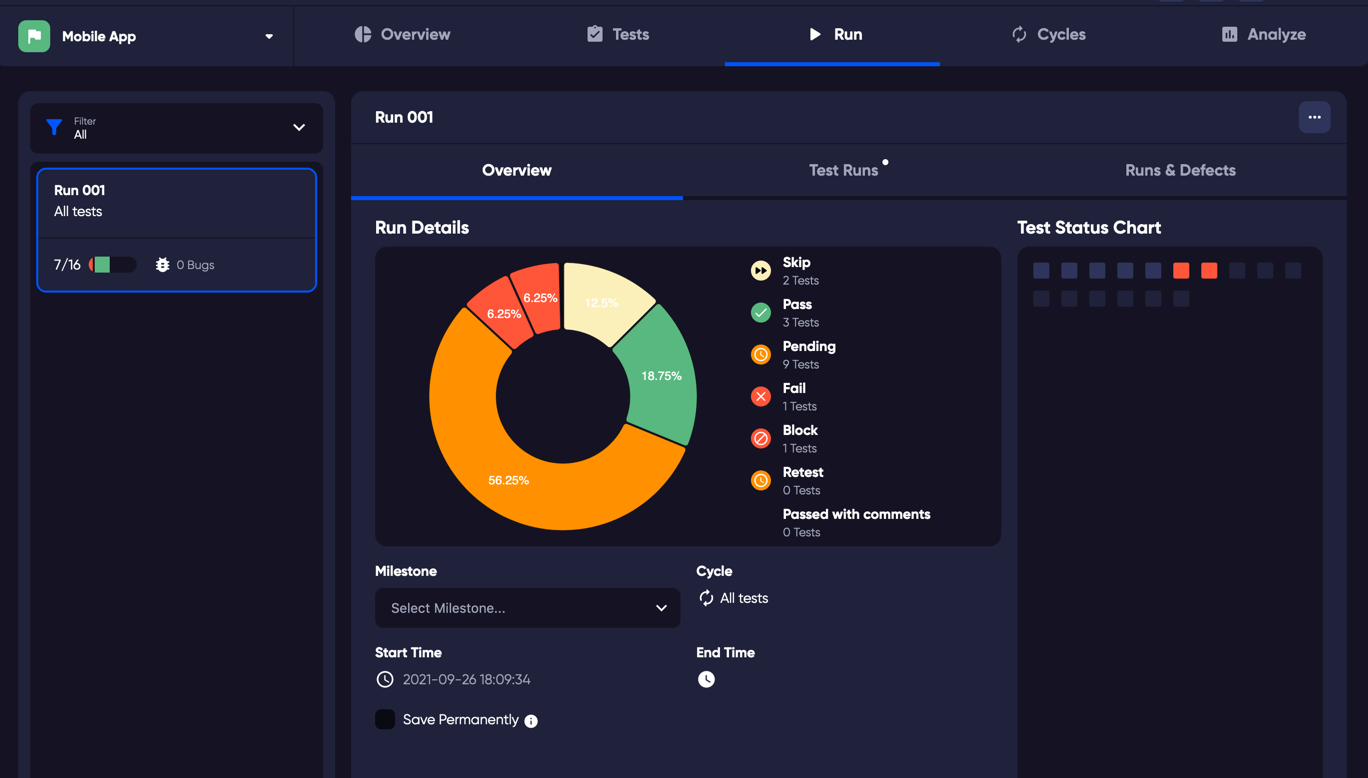 Mobile App
Overview
Tests
Run
Cycles
Analyze
Filter
All
Run 001
All tests
7/16
0 Bugs
Run 001
...
Overview
Test Runs
Runs & Defects
Run Details
12.5%
18.75%
56.25%
6.25%
6.25%
Skip
2 Tests
Pass
3 Tests
Pending
9 Tests
Fail
1 Tests
Block
1 Tests
Retest
0 Tests
Passed with comments
0 Tests
Test Status Chart
Milestone
Select Milestone...
Cycle
All tests
Start Time
2021-09-26 18:09:34
End Time
Save Permanently